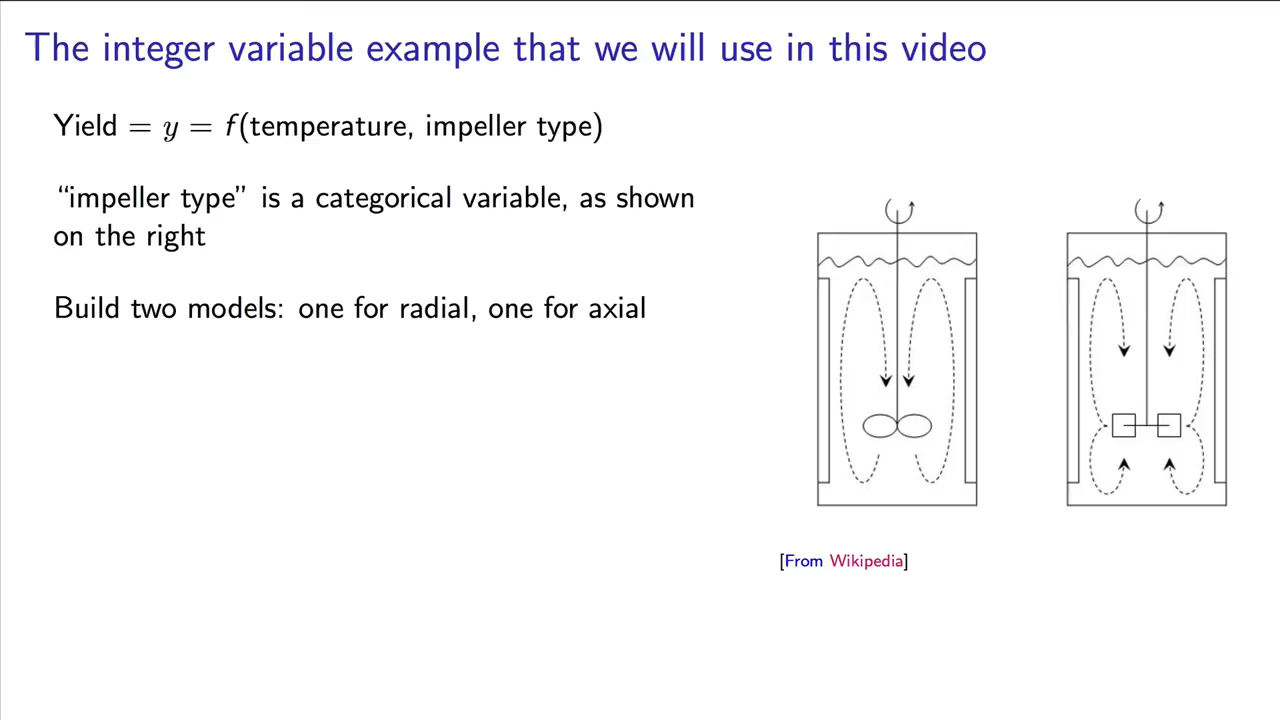 The integer variable example that we will use in this video
Yield = y = f(temperature, impeller type)
“impeller type” is a categorical variable, as shown
on the right
Build two models: one for radial, one for axial
[From Wikipedia]